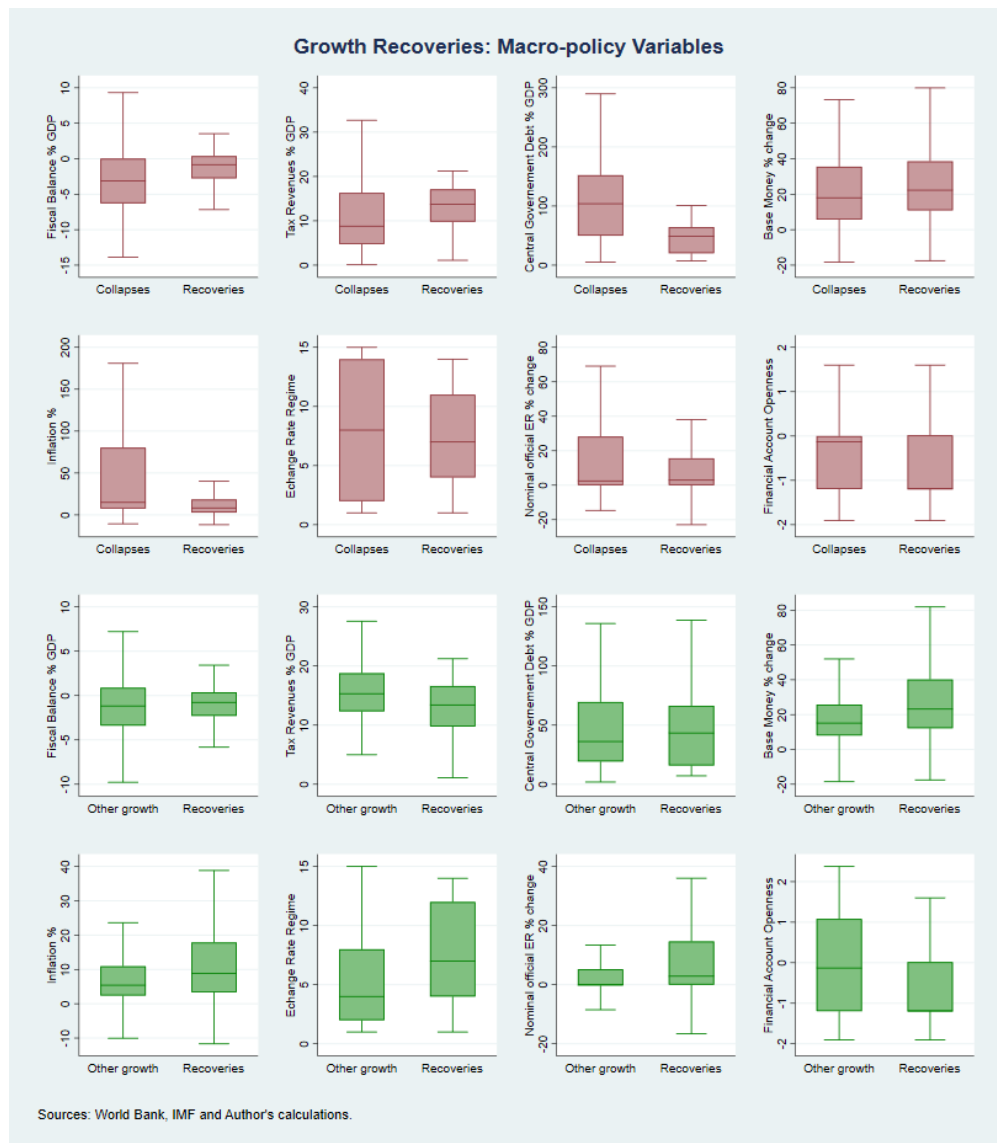 Growth Recoveries: Macro-policy Variables
Fiscal Balance % GDP
10
5
0
-5
-10
-15
Collapses Recoveries
Tax Revenues % GDP
40
30
20
10
0
Collapses Recoveries
Central Governement Debt % GDP
300
200
100
0
Collapses Recoveries
Base Money % change
80
60
40
20
0
-20
Collapses Recoveries
Inflation %
200
150
100
50
0
Collapses Recoveries
Echange Rate Regime
15
10
5
0
Collapses Recoveries
Nominal official ER % change
80
60
40
20
0
-20
Collapses Recoveries
Financial Account Openness
2
1
0
-1
-2
Collapses Recoveries
Fiscal Balance % GDP
10
5
0
-5
-10
Other growth Recoveries
Tax Revenues % GDP
30
20
10
0
Other growth Recoveries
Central Governement Debt % GDP
150
100
50
0
Other growth Recoveries
Base Money % change
80
60
40
20
0
-20
Other growth Recoveries
Inflation %
40
30
20
10
0
-10
Other growth Recoveries
Echange Rate Regime
15
10
5
0
Other growth Recoveries
Nominal official ER % change
40
20
0
-20
Other growth Recoveries
Financial Account Openness
2
1
0
-1
-2
Other growth Recoveries
Sources: World Bank, IMF and Author's calculations.